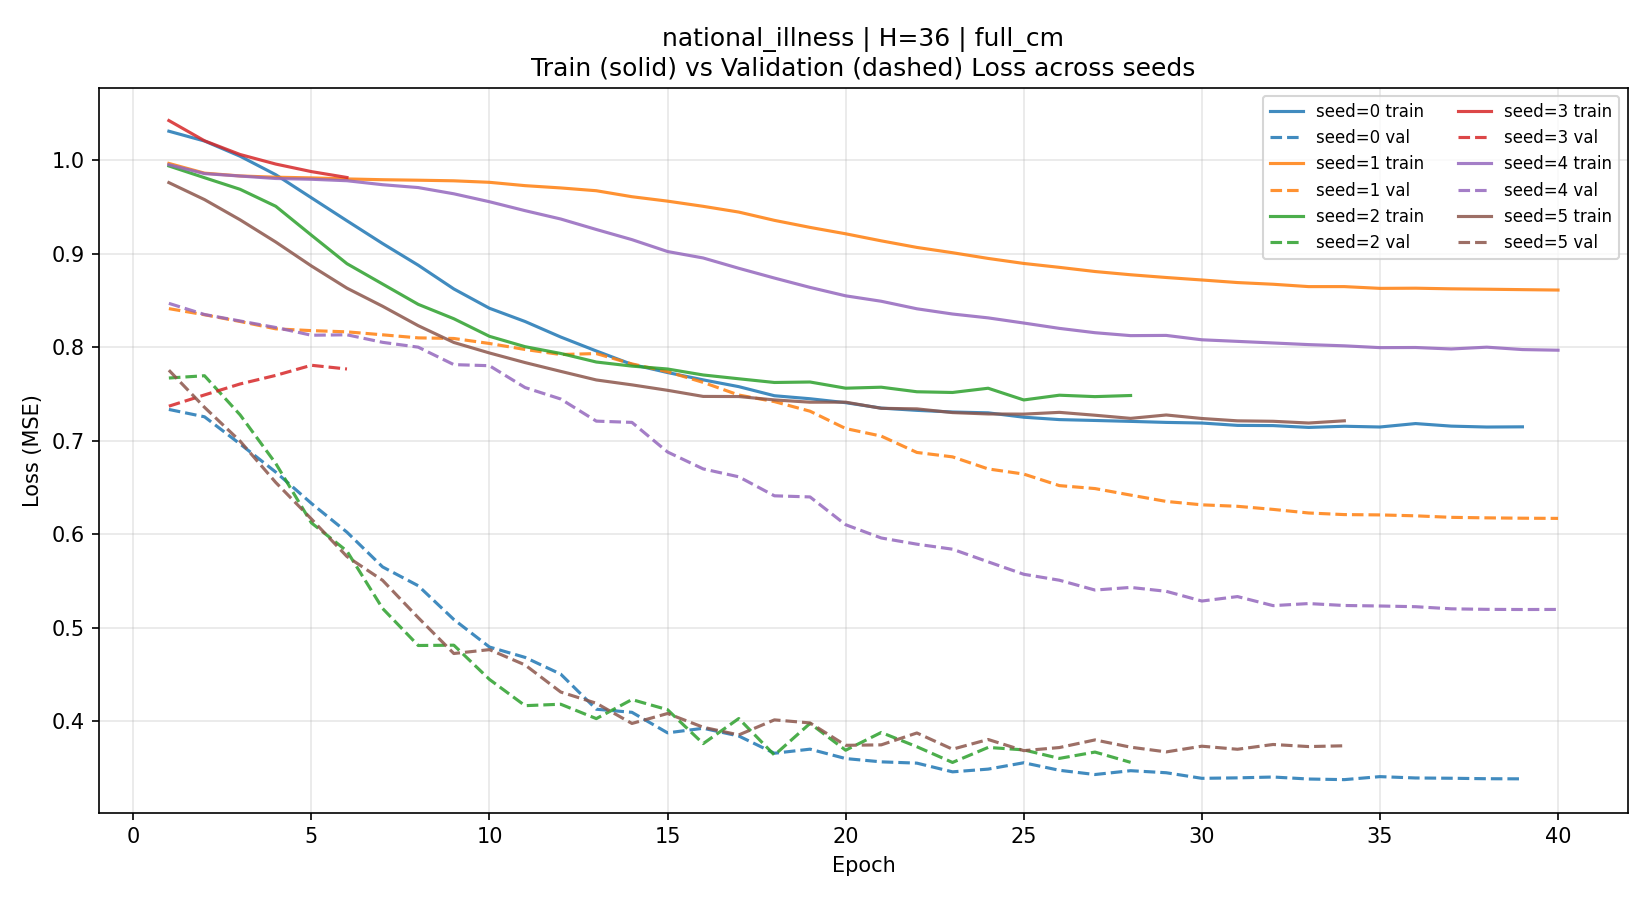 national_illness | H=36 | full_cm
Train (solid) vs Validation (dashed) Loss across seeds
Loss (MSE)
1.0
0.9
0.8
0.7
0.6
0.5
0.4
seed=0 train
seed=0 val
seed=1 train
seed=1 val
seed=2 train
seed=2 val
seed=3 train
seed=3 val
seed=4 train
seed=4 val
seed=5 train
seed=5 val
0 5 10 15 20 25 30 35 40
Epoch